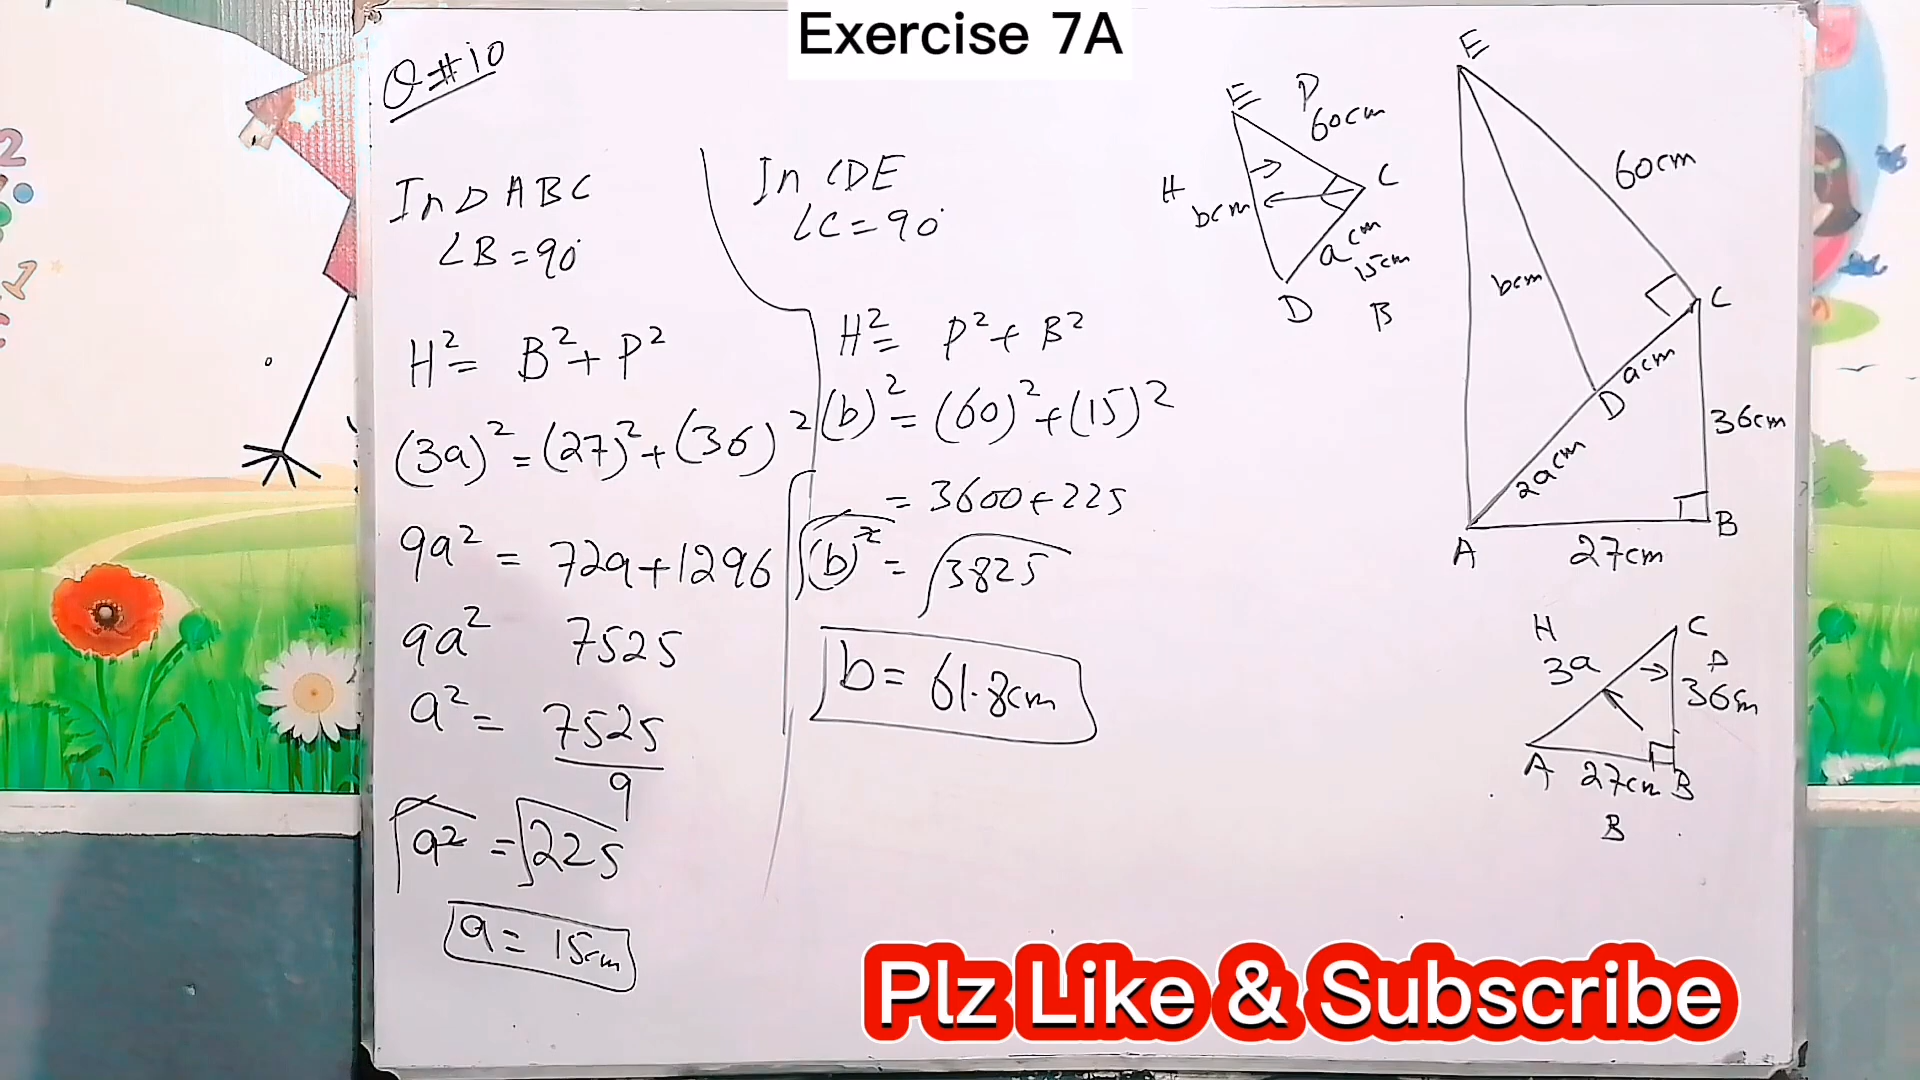 Exercise 7A
Q#10
In △ ABC
∠B = 90°
H² = B² + P²
(3a)² = (27)² + (36)²
9a² = 729 + 1296
9a² 7525
a² = 7525/9
√a² = √225
a = 15cm
In CDE
∠C = 90°
H² = P² + B²
(b)² = (60)² + (15)²
= 3600 + 225
√(b)² = √3825
b = 61.8cm
E
P
60cm
H
bcm
C
a cm
15cm
D
B
E
60cm
bcm
C
acm
D
36cm
2acm
A
27cm
B
H
3a
C
P
36cm
A
27cm
B
B
Plz Like & Subscribe